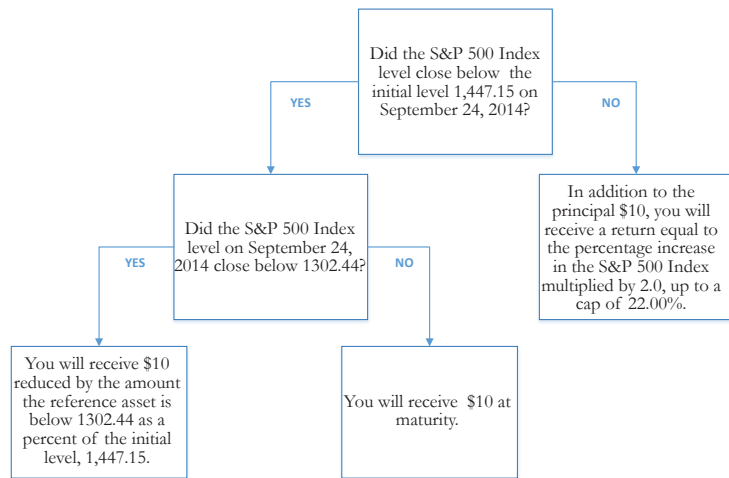 Did the S&P 500 Index
level close below the
initial level 1,447.15 on
September 24, 2014?
YES
NO
Did the S&P 500 Index
level on September 24,
2014 close below 1302.44?
YES
NO
In addition to the
principal $10, you will
receive a return equal to
the percentage increase
in the S&P 500 Index
multiplied by 2.0, up to a
cap of 22.00%.
You will receive $10
reduced by the amount
the reference asset is
below 1302.44 as a
percent of the initial
level, 1,447.15.
You will receive $10 at
maturity.